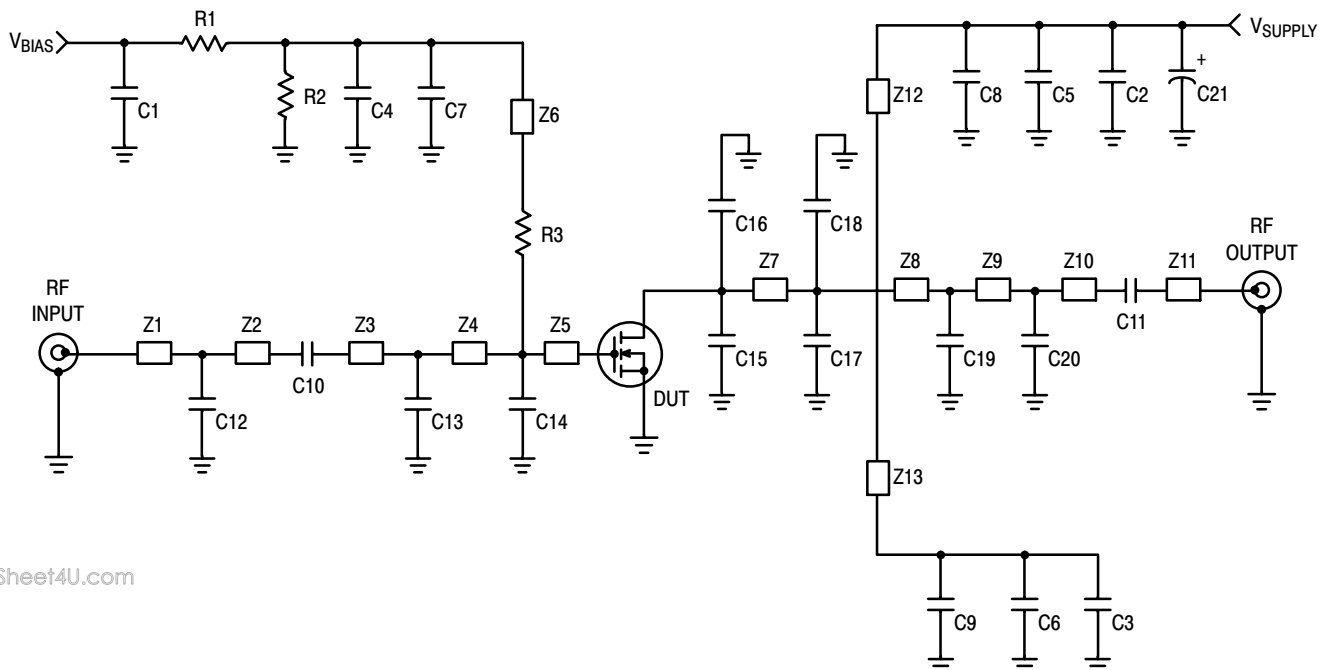 R1
VBIAS
VSUPPLY
C1
R2
C4
C7
Z6
Z12
C8
C5
C2
+
C21
R3
C16
C18
RF
INPUT
RF
OUTPUT
Z1
Z2
Z3
Z4
Z5
Z7
Z8
Z9
Z10
Z11
C10
C11
C12
C13
C14
DUT
C15
C17
C19
C20
Z13
Sheet4U.com
C9
C6
C3